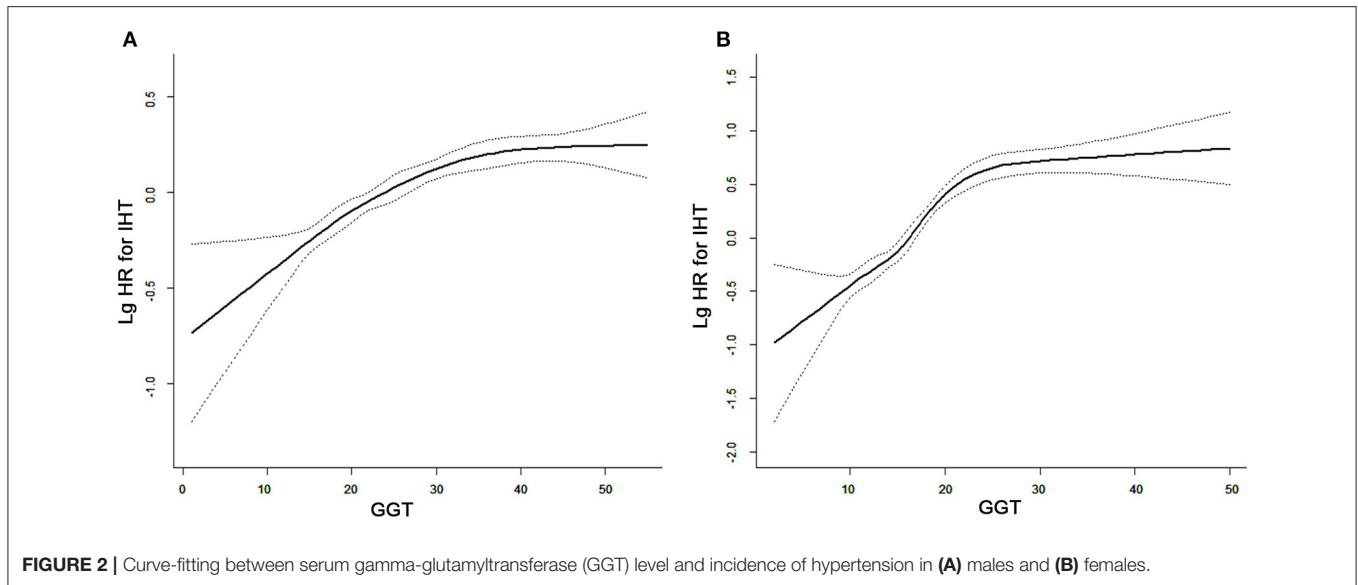 A
0.5
0.0
-0.5
-1.0
Lg HR for IHT
0 10 20 30 40 50
GGT
B
1.5
1.0
0.5
0.0
-0.5
-1.0
-1.5
-2.0
Lg HR for IHT
10 20 30 40 50
GGT
FIGURE 2 | Curve-fitting between serum gamma-glutamyltransferase (GGT) level and incidence of hypertension in (A) males and (B) females.